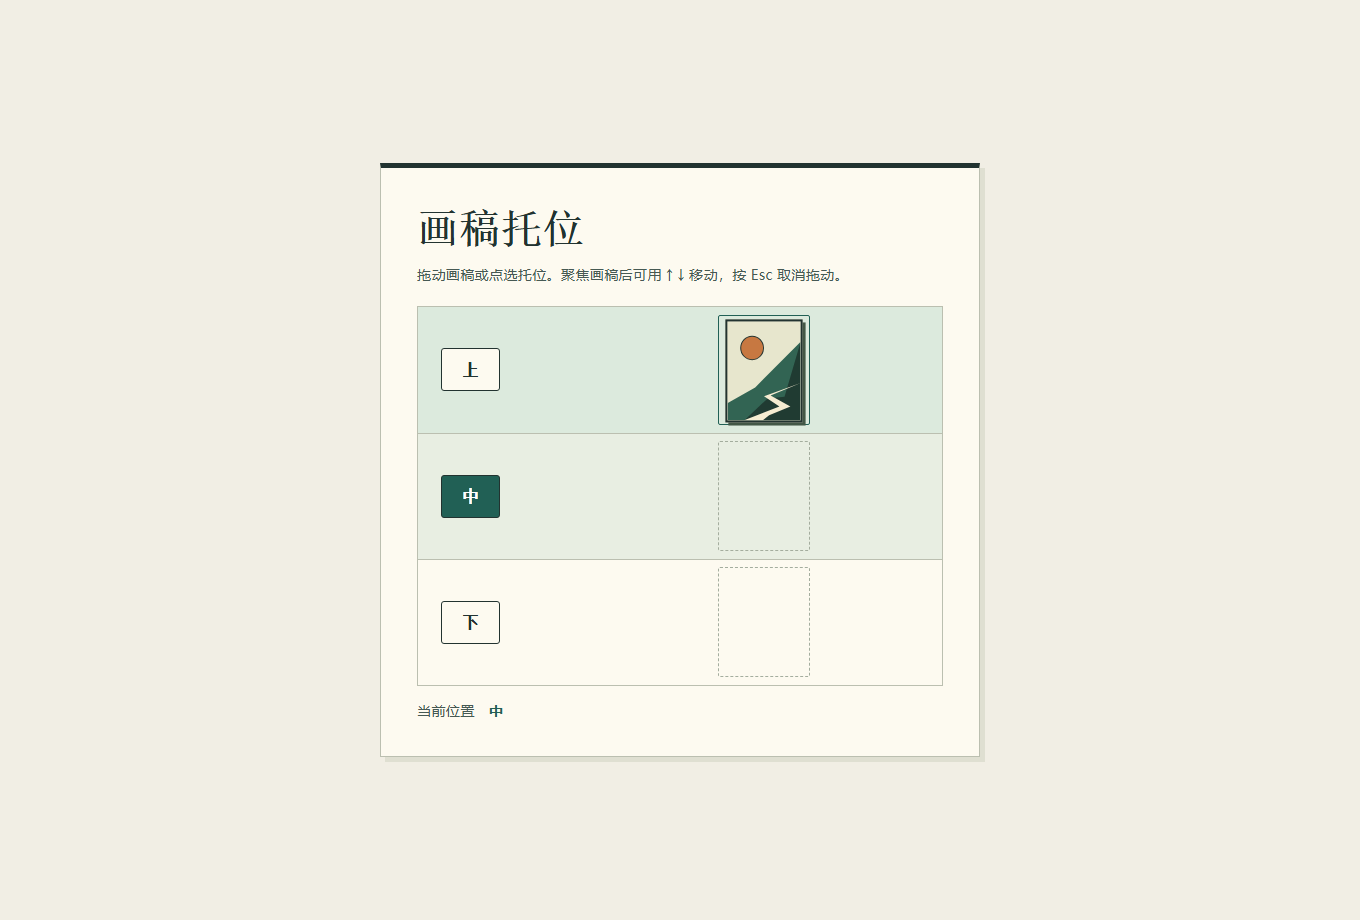 画稿托位
拖动画稿或点选托位。聚焦画稿后可用 ↑↓ 移动，按 Esc 取消拖动。
上
中
下
当前位置 中